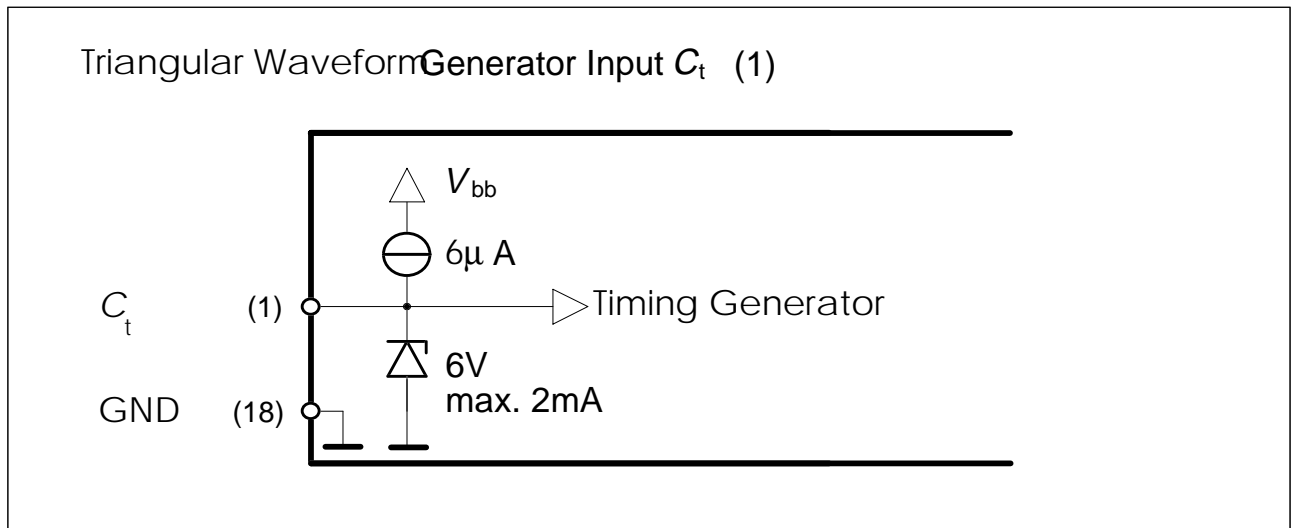 Triangular Waveform Generator Input Ct (1)
Vbb
6µ A
Ct (1)
Timing Generator
6V
max. 2mA
GND (18)